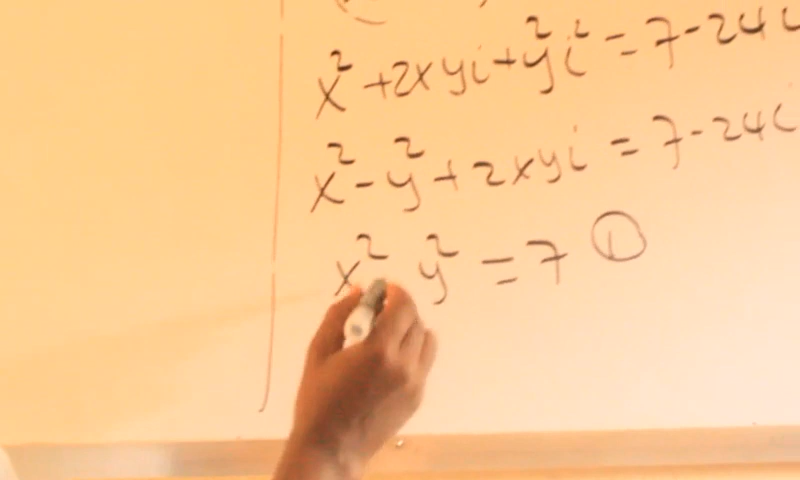 x² + 2xyi + y²i² = 7 - 24i
x² - y² + 2xyi = 7 - 24i
x² y² = 7 ①